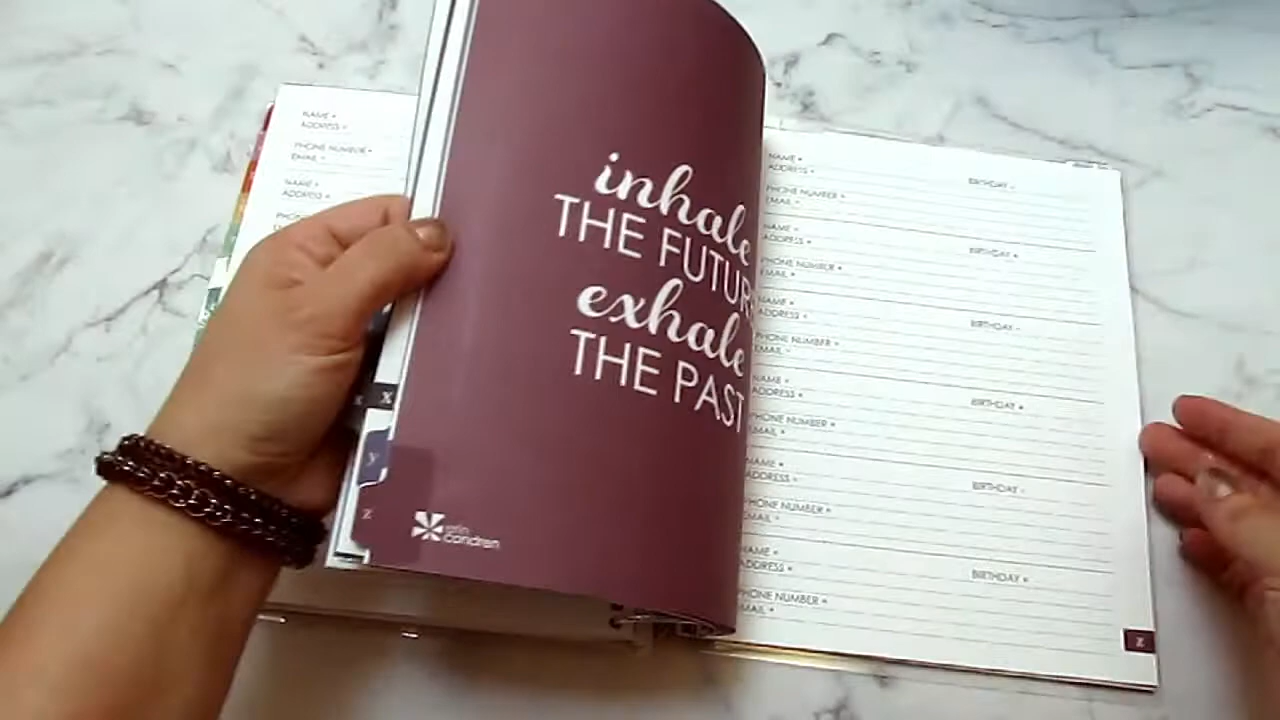 NAME •
ADDRESS •
PHONE NUMBER •
EMAIL •
NAME •
ADDRESS •
x
X
y
z
inhale
THE FUTUR
exhale
THE PAST
erin
condren
NAME •
ADDRESS •
BIRTHDAY •
PHONE NUMBER •
EMAIL •
NAME •
ADDRESS •
BIRTHDAY •
PHONE NUMBER •
EMAIL •
NAME •
ADDRESS •
BIRTHDAY •
PHONE NUMBER •
EMAIL •
NAME •
ADDRESS •
BIRTHDAY •
PHONE NUMBER •
EMAIL •
NAME •
ADDRESS •
BIRTHDAY •
PHONE NUMBER •
EMAIL •
NAME •
ADDRESS •
BIRTHDAY •
PHONE NUMBER •
EMAIL •
Z